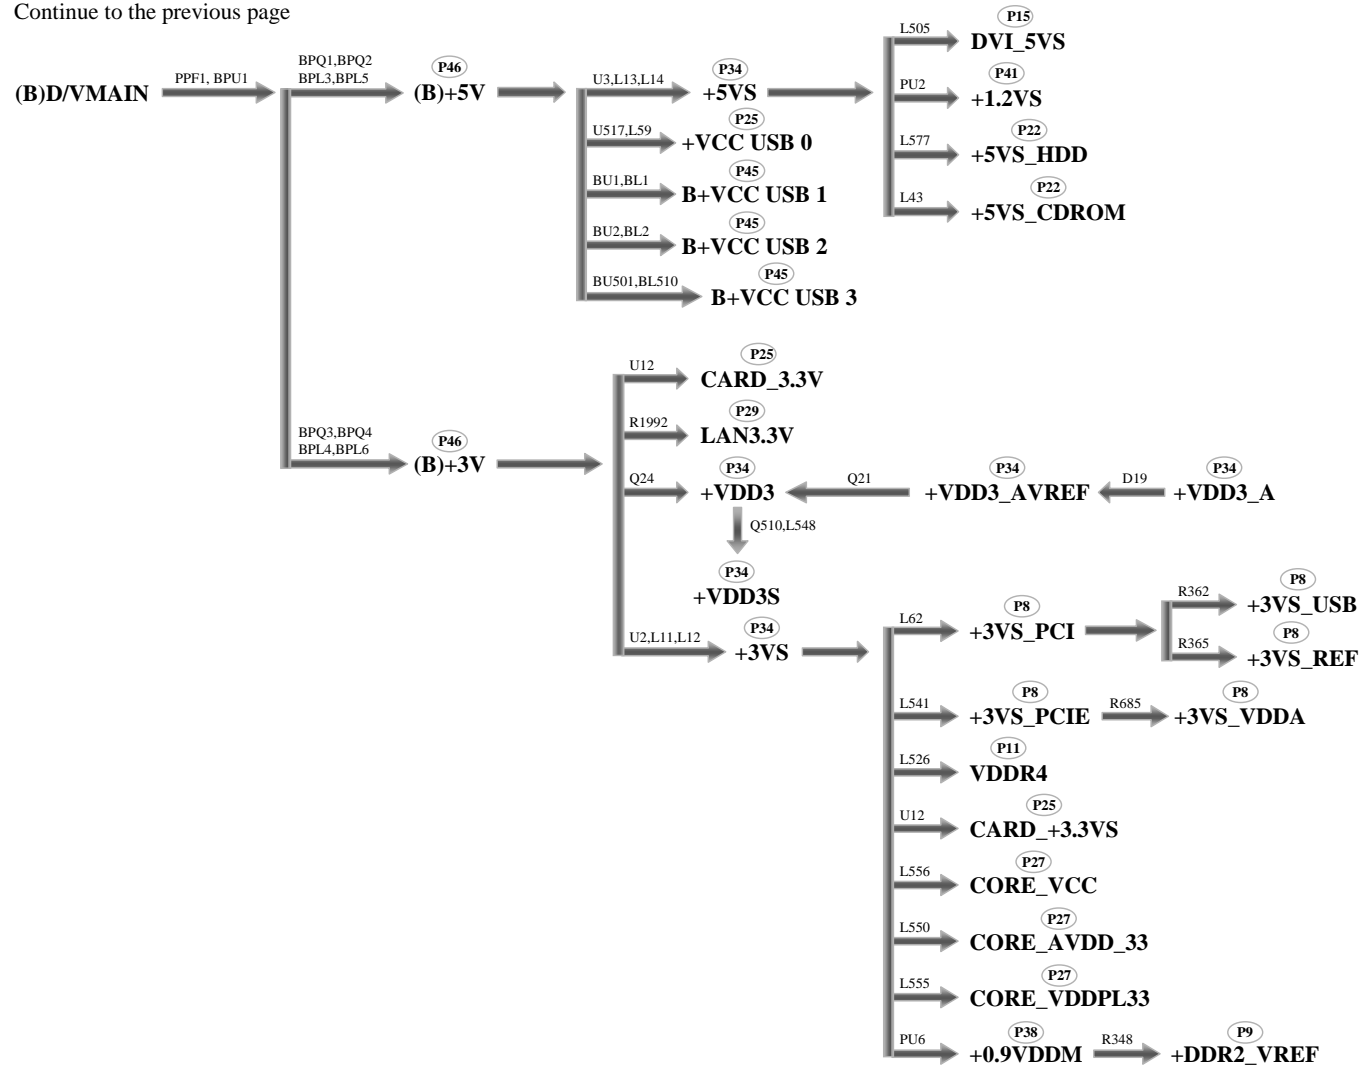 Continue to the previous page
(B)D/VMAIN
PPF1, BPU1
BPQ1,BPQ2
BPL3,BPL5
P46
(B)+5V
U3,L13,L14
P34
+5VS
U517,L59
P25
+VCC USB 0
BU1,BL1
P45
B+VCC USB 1
BU2,BL2
P45
B+VCC USB 2
BU501,BL510
P45
B+VCC USB 3
L505
P15
DVI_5VS
PU2
P41
+1.2VS
L577
P22
+5VS_HDD
L43
P22
+5VS_CDROM
BPQ3,BPQ4
BPL4,BPL6
P46
(B)+3V
U12
P25
CARD_3.3V
R1992
P29
LAN3.3V
Q24
P34
+VDD3
Q21
P34
+VDD3_AVREF
D19
P34
+VDD3_A
Q510,L548
P34
+VDD3S
U2,L11,L12
P34
+3VS
L62
P8
+3VS_PCI
R362
P8
+3VS_USB
R365
P8
+3VS_REF
L541
P8
+3VS_PCIE
R685
P8
+3VS_VDDA
L526
P11
VDDR4
U12
P25
CARD_+3.3VS
L556
P27
CORE_VCC
L550
P27
CORE_AVDD_33
L555
P27
CORE_VDDPL33
PU6
P38
+0.9VDDM
R348
P9
+DDR2_VREF